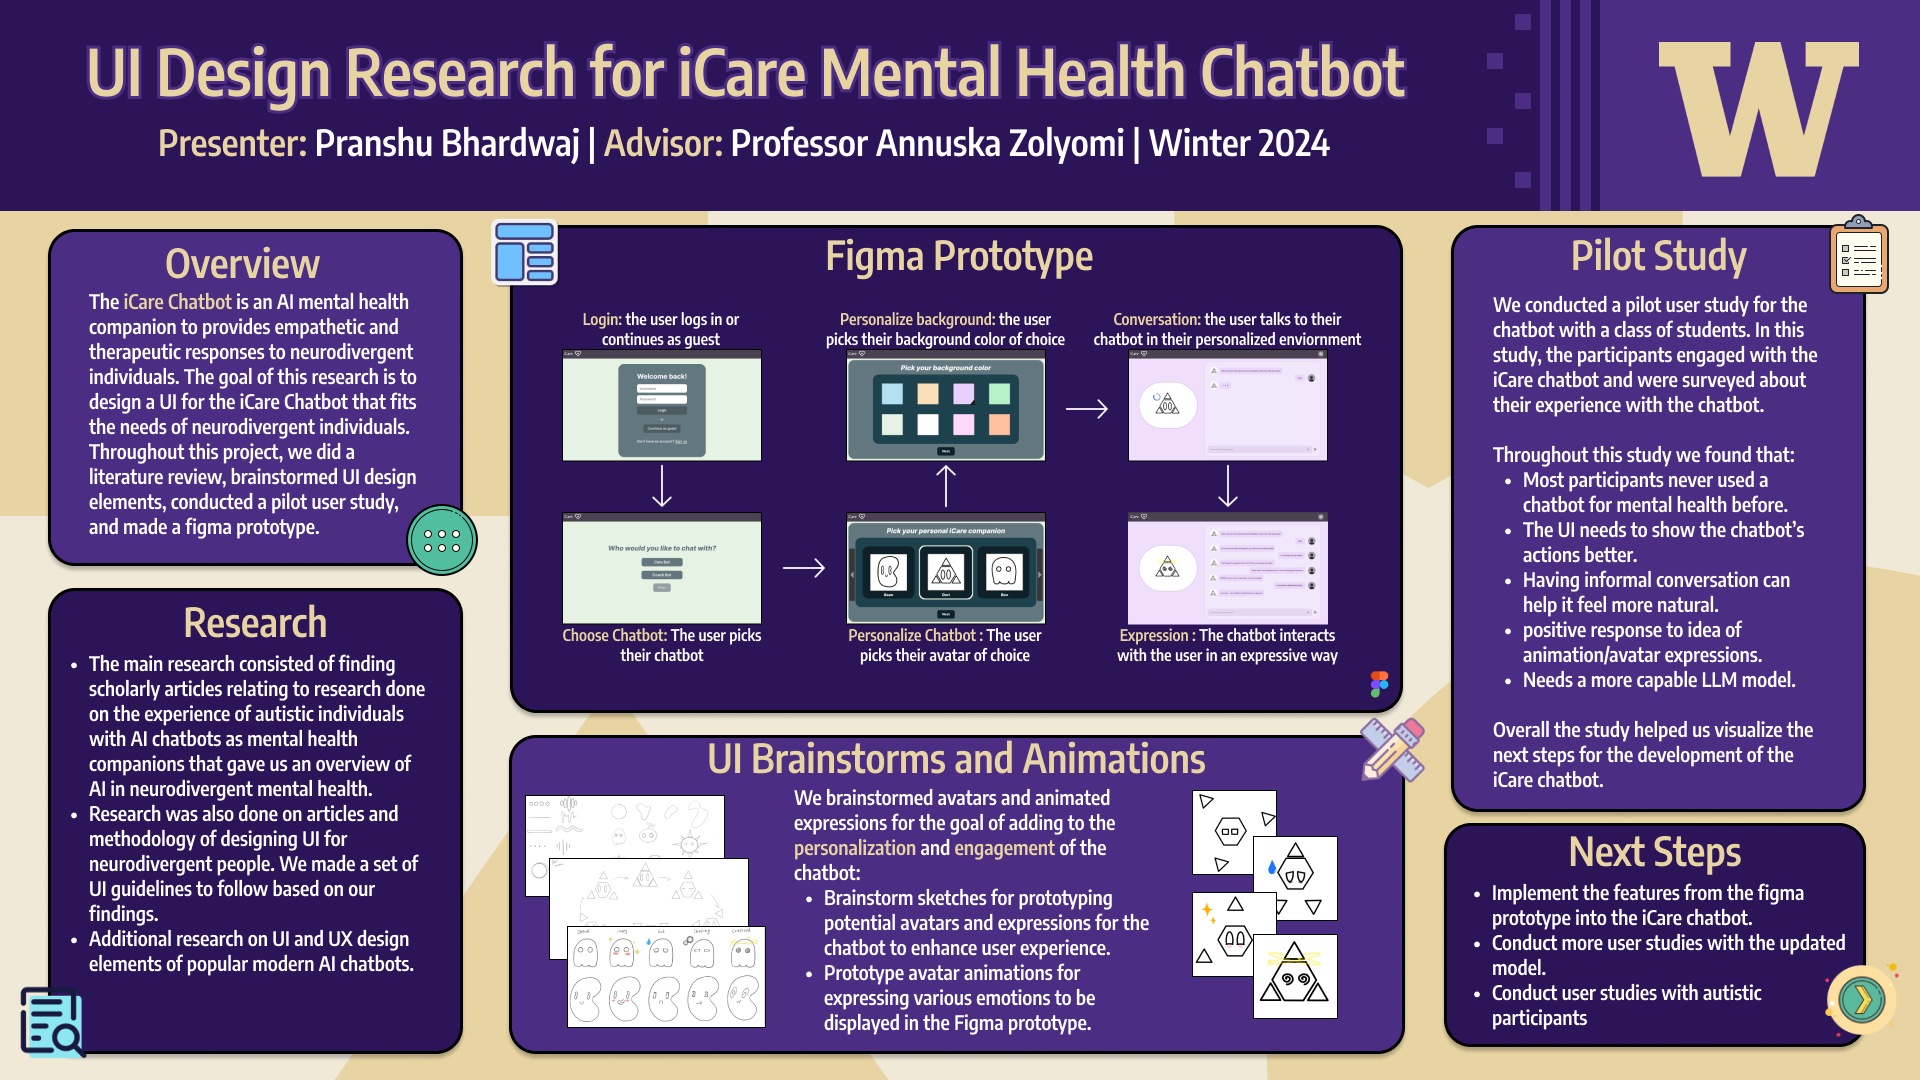 UI Design Research for iCare Mental Health Chatbot
Presenter: Pranshu Bhardwaj | Advisor: Professor Annuska Zolyomi | Winter 2024
W
Overview
The iCare Chatbot is an AI mental health
companion to provides empathetic and
therapeutic responses to neurodivergent
individuals. The goal of this research is to
design a UI for the iCare Chatbot that fits
the needs of neurodivergent individuals.
Throughout this project, we did a
literature review, brainstormed UI design
elements, conducted a pilot user study,
and made a figma prototype.
Research
• The main research consisted of finding
scholarly articles relating to research done
on the experience of autistic individuals
with AI chatbots as mental health
companions that gave us an overview of
AI in neurodivergent mental health.
• Research was also done on articles and
methodology of designing UI for
neurodivergent people. We made a set of
UI guidelines to follow based on our
findings.
• Additional research on UI and UX design
elements of popular modern AI chatbots.
Figma Prototype
Login: the user logs in or
continues as guest
Welcome back!
Login
Continue as guest
Don't have an account? Sign up
Who would you like to chat with?
Choose Chatbot: The user picks
their chatbot
Personalize background: the user
picks their background color of choice
Pick your background color
Next
Pick your personal iCare companion
Dori
Next
Personalize Chatbot : The user
picks their avatar of choice
Conversation: the user talks to their
chatbot in their personalized enviornment
Expression : The chatbot interacts
with the user in an expressive way
UI Brainstorms and Animations
We brainstormed avatars and animated
expressions for the goal of adding to the
personalization and engagement of the
chatbot:
• Brainstorm sketches for prototyping
potential avatars and expressions for the
chatbot to enhance user experience.
• Prototype avatar animations for
expressing various emotions to be
displayed in the Figma prototype.
Pilot Study
We conducted a pilot user study for the
chatbot with a class of students. In this
study, the participants engaged with the
iCare chatbot and were surveyed about
their experience with the chatbot.
Throughout this study we found that:
• Most participants never used a
chatbot for mental health before.
• The UI needs to show the chatbot's
actions better.
• Having informal conversation can
help it feel more natural.
• positive response to idea of
animation/avatar expressions.
• Needs a more capable LLM model.
Overall the study helped us visualize the
next steps for the development of the
iCare chatbot.
Next Steps
• Implement the features from the figma
prototype into the iCare chatbot.
• Conduct more user studies with the updated
model.
• Conduct user studies with autistic
participants